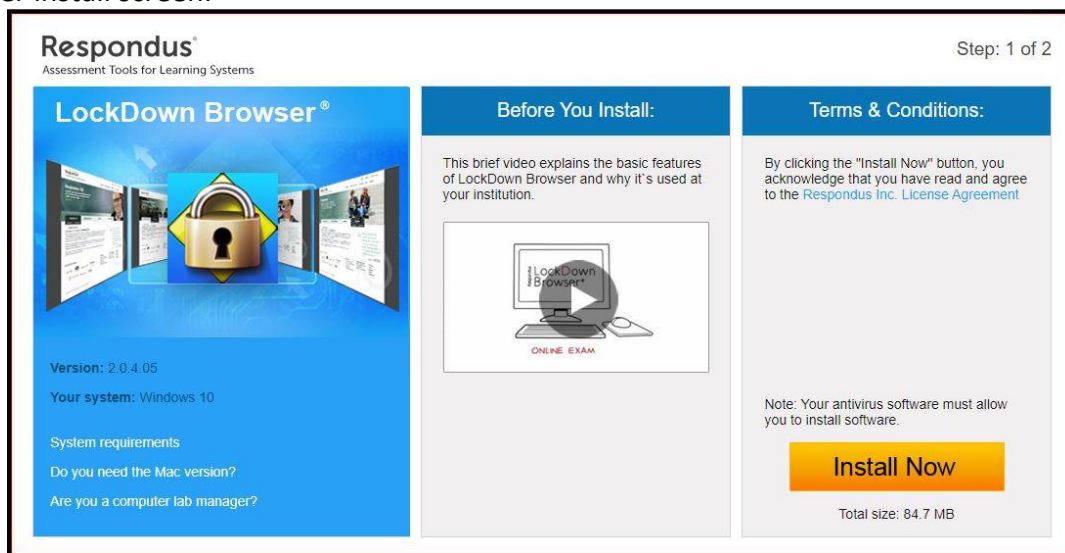 Respondus®
Assessment Tools for Learning Systems
Step: 1 of 2
LockDown Browser®
Version: 2.0.4.05
Your system: Windows 10
System requirements
Do you need the Mac version?
Are you a computer lab manager?
Before You Install:
This brief video explains the basic features
of LockDown Browser and why it`s used at
your institution.
Respondus
LockDown
Browser+
ONLINE EXAM
Terms & Conditions:
By clicking the "Install Now" button, you
acknowledge that you have read and agree
to the Respondus Inc. License Agreement
Note: Your antivirus software must allow
you to install software.
Install Now
Total size: 84.7 MB